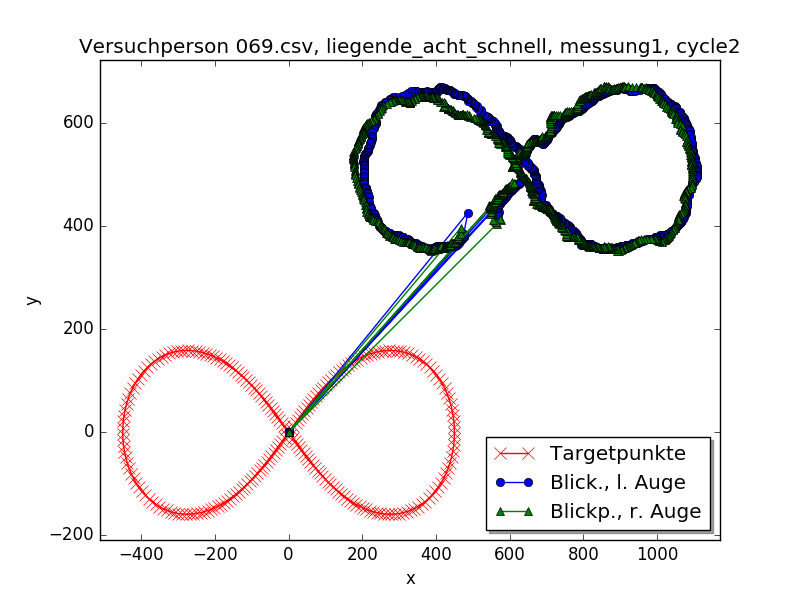 Versuchperson 069.csv, liegende_acht_schnell, messung1, cycle2
y
600
400
200
0
−200
−400
−200
0
200
400
600
800
1000
x
Targetpunkte
Blick., l. Auge
Blickp., r. Auge